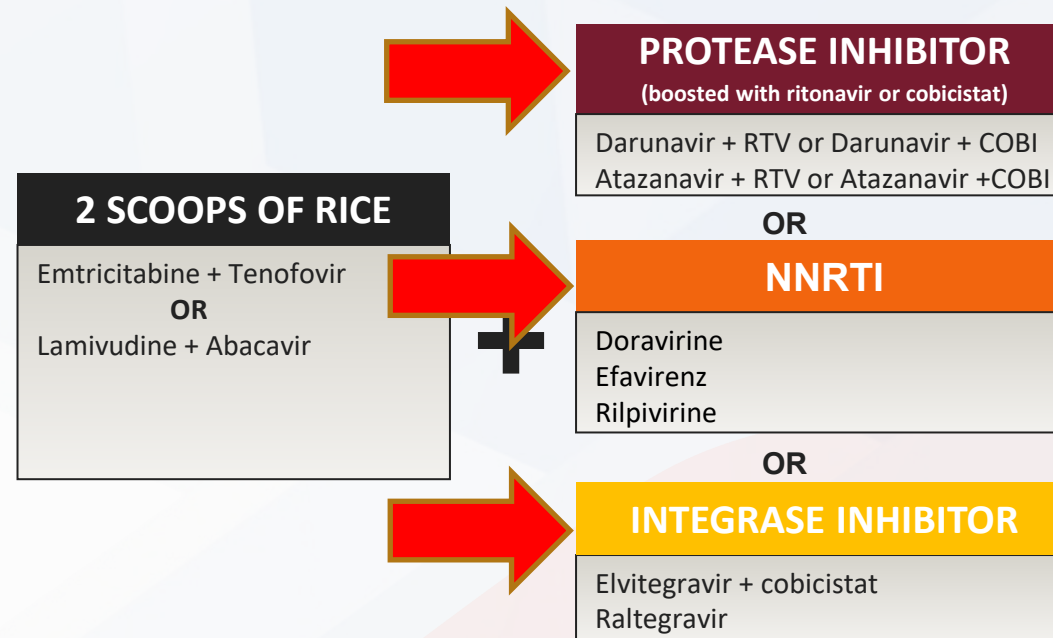 2 SCOOPS OF RICE
Emtricitabine + Tenofovir
OR
Lamivudine + Abacavir
+
PROTEASE INHIBITOR
(boosted with ritonavir or cobicistat)
Darunavir + RTV or Darunavir + COBI
Atazanavir + RTV or Atazanavir +COBI
OR
NNRTI
Doravirine
Efavirenz
Rilpivirine
OR
INTEGRASE INHIBITOR
Elvitegravir + cobicistat
Raltegravir